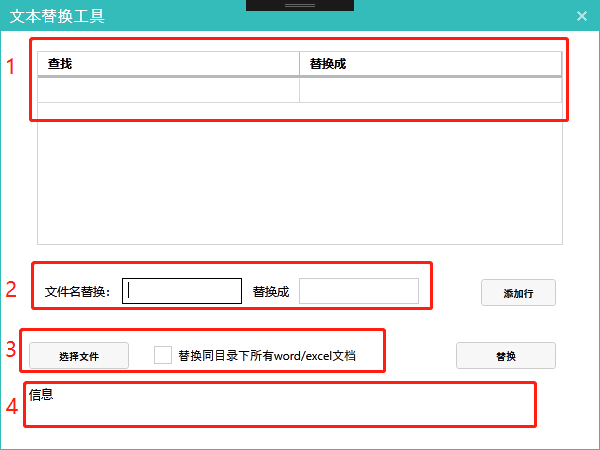 文本替换工具
1
查找 替换成
2
文件名替换： 替换成 添加行
3
选择文件 替换同目录下所有word/excel文档 替换
4
信息